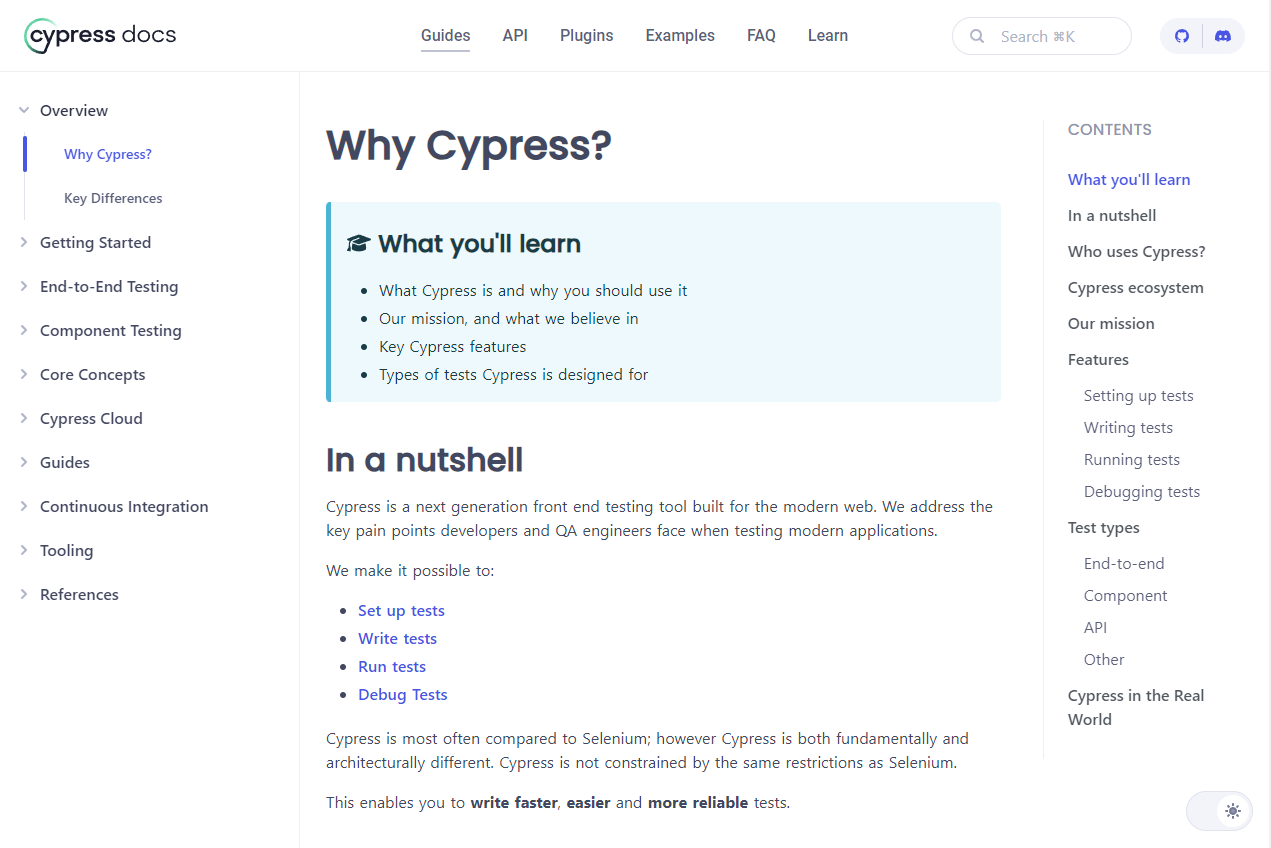 cypress docs
Guides API Plugins Examples FAQ Learn
Search ⌘K
Overview
Why Cypress?
Key Differences
Getting Started
End-to-End Testing
Component Testing
Core Concepts
Cypress Cloud
Guides
Continuous Integration
Tooling
References
Why Cypress?
What you'll learn
• What Cypress is and why you should use it
• Our mission, and what we believe in
• Key Cypress features
• Types of tests Cypress is designed for
In a nutshell
Cypress is a next generation front end testing tool built for the modern web. We address the
key pain points developers and QA engineers face when testing modern applications.
We make it possible to:
• Set up tests
• Write tests
• Run tests
• Debug Tests
Cypress is most often compared to Selenium; however Cypress is both fundamentally and
architecturally different. Cypress is not constrained by the same restrictions as Selenium.
This enables you to write faster, easier and more reliable tests.
CONTENTS
What you'll learn
In a nutshell
Who uses Cypress?
Cypress ecosystem
Our mission
Features
Setting up tests
Writing tests
Running tests
Debugging tests
Test types
End-to-end
Component
API
Other
Cypress in the Real
World